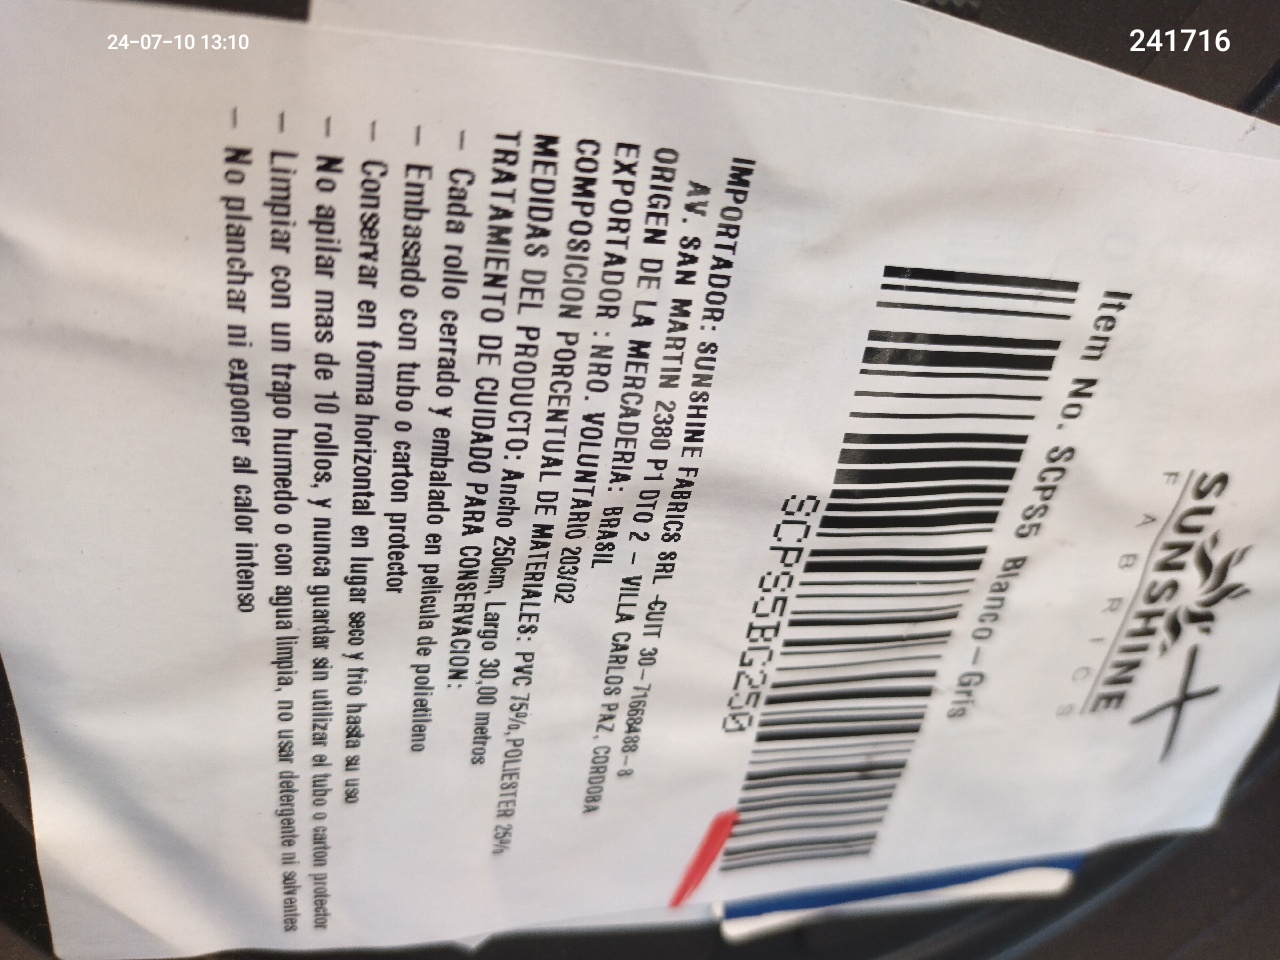 24-07-10 13:10
241716
SUNSHINE
FABRICS
Item No. SCPS5 Blanco-Gris
SCPS5BG250
IMPORTADOR: SUNSHINE FABRICS SRL -CUIT 30-71668488-8
AV. SAN MARTIN 2380 P1 DTO 2 - VILLA CARLOS PAZ, CORDOBA
ORIGEN DE LA MERCADERIA: BRASIL
EXPORTADOR : NRO. VOLUNTARIO 203/02
COMPOSICION PORCENTUAL DE MATERIALES: PVC 75%, POLIESTER 25%
MEDIDAS DEL PRODUCTO: Ancho 250cm, Largo 30,00 metros
TRATAMIENTO DE CUIDADO PARA CONSERVACION:
- Cada rollo cerrado y embalado en pelicula de polietileno
- Embasado con tubo o carton protector
- Conservar en forma horizontal en lugar seco y frio hasta su uso
- No apilar mas de 10 rollos, y nunca guardar sin utilizar el tubo o carton protector
- Limpiar con un trapo humedo o con agua limpia, no usar detergente ni solventes
- No planchar ni exponer al calor intenso